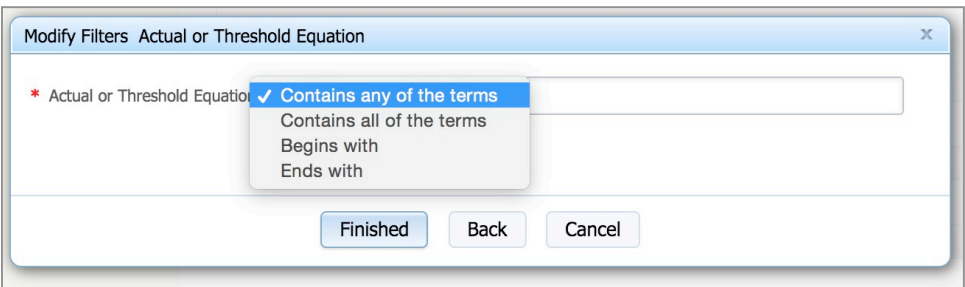 Modify Filters Actual or Threshold Equation x
* Actual or Threshold Equation ✓ Contains any of the terms
Contains all of the terms
Begins with
Ends with
Finished Back Cancel